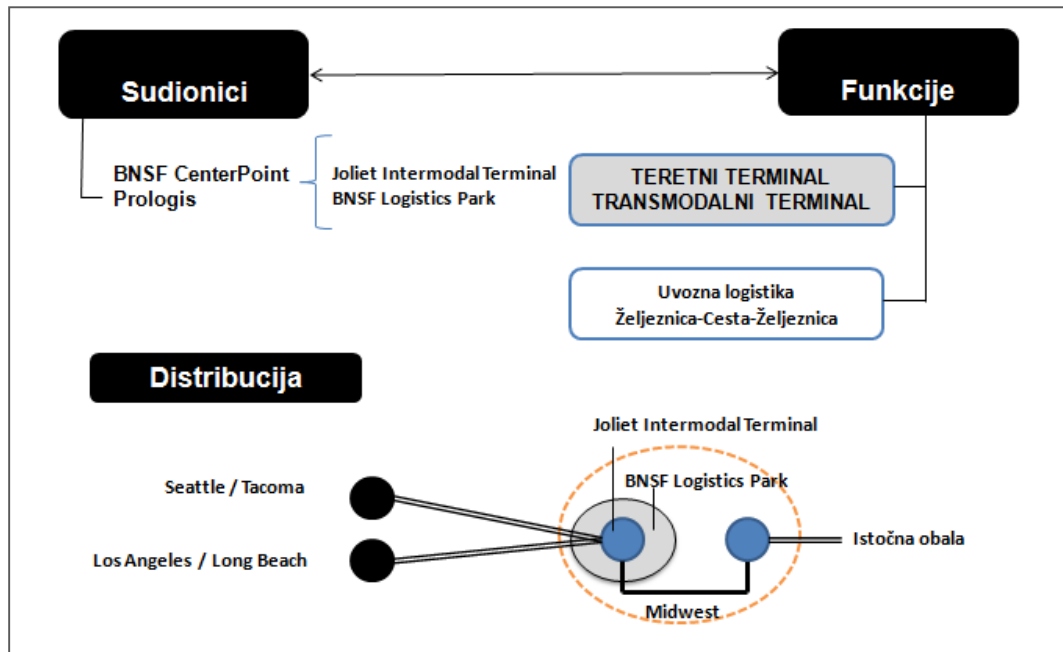 Sudionici
Funkcije
BNSF CenterPoint
Prologis
Joliet Intermodal Terminal
BNSF Logistics Park
TERETNI TERMINAL
TRANSMODALNI TERMINAL
Uvozna logistika
Željeznica-Cesta-Željeznica
Distribucija
Joliet Intermodal Terminal
BNSF Logistics Park
Seattle / Tacoma
Los Angeles / Long Beach
Istočna obala
Midwest